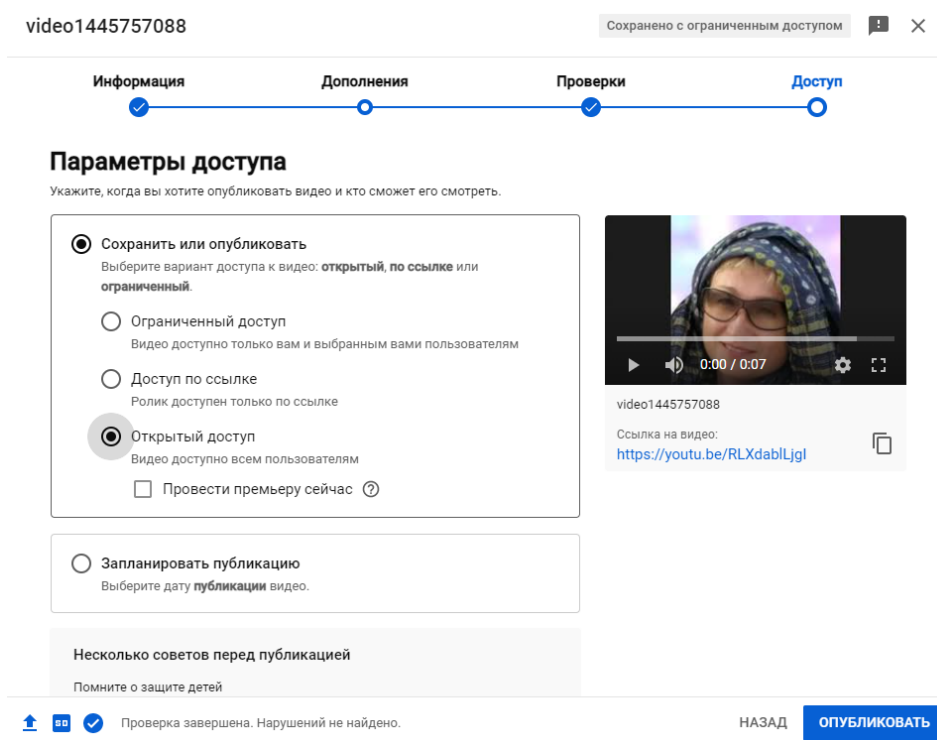 video1445757088
Сохранено с ограниченным доступом
Информация
Дополнения
Проверки
Доступ
Параметры доступа
Укажите, когда вы хотите опубликовать видео и кто сможет его смотреть.
Сохранить или опубликовать
Выберите вариант доступа к видео: открытый, по ссылке или
ограниченный.
Ограниченный доступ
Видео доступно только вам и выбранным вами пользователям
Доступ по ссылке
Ролик доступен только по ссылке
Открытый доступ
Видео доступно всем пользователям
Провести премьеру сейчас
0:00 / 0:07
video1445757088
Ссылка на видео:
https://youtu.be/RLXdablLjgI
Запланировать публикацию
Выберите дату публикации видео.
Несколько советов перед публикацией
Помните о защите детей
SD
Проверка завершена. Нарушений не найдено.
НАЗАД
ОПУБЛИКОВАТЬ